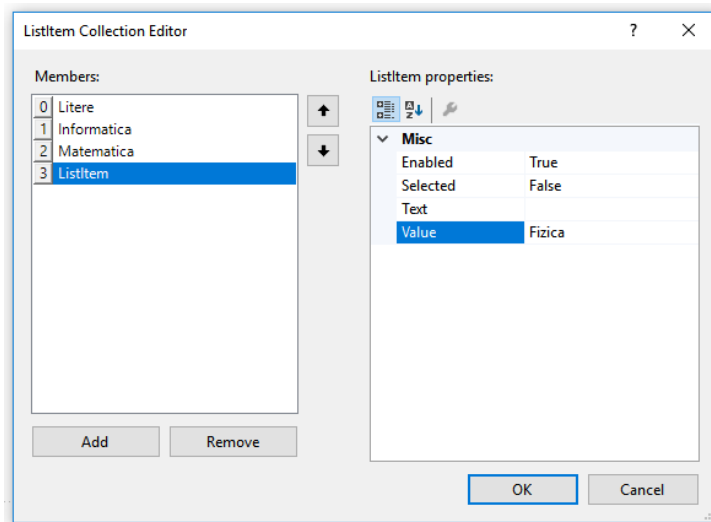 ListItem Collection Editor
?
Members:
0 Litere
1 Informatica
2 Matematica
3 ListItem
Add
Remove
ListItem properties:
Misc
Enabled True
Selected False
Text
Value Fizica
OK
Cancel